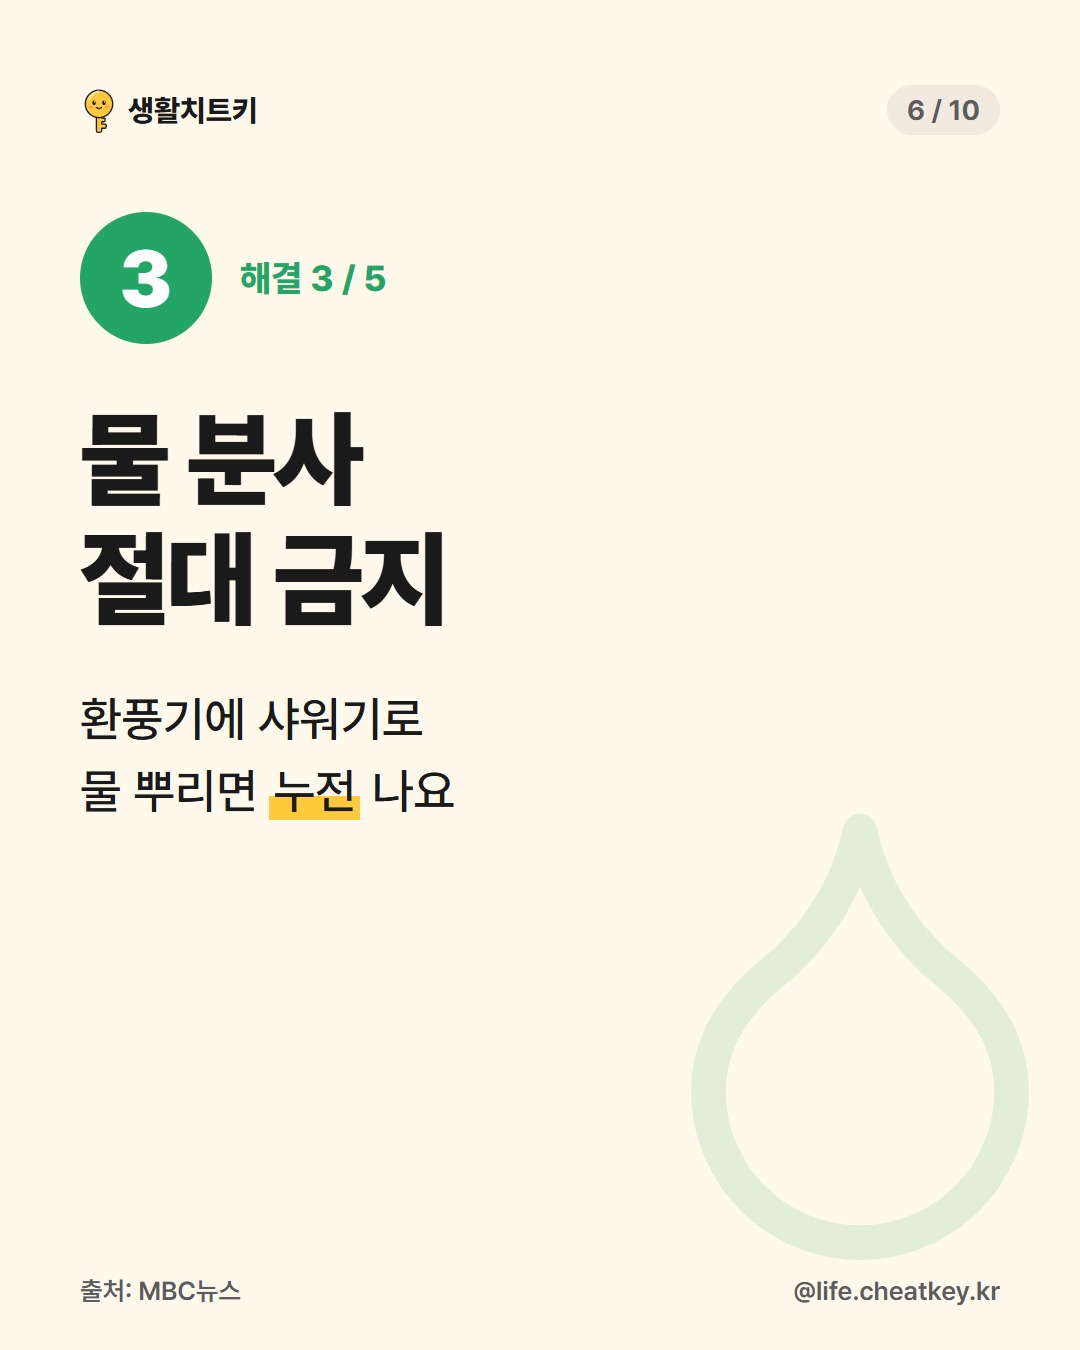 생활치트키
6 / 10
3
해결 3 / 5
물 분사
절대 금지
환풍기에 샤워기로
물 뿌리면 누전 나요
출처: MBC뉴스
@life.cheatkey.kr